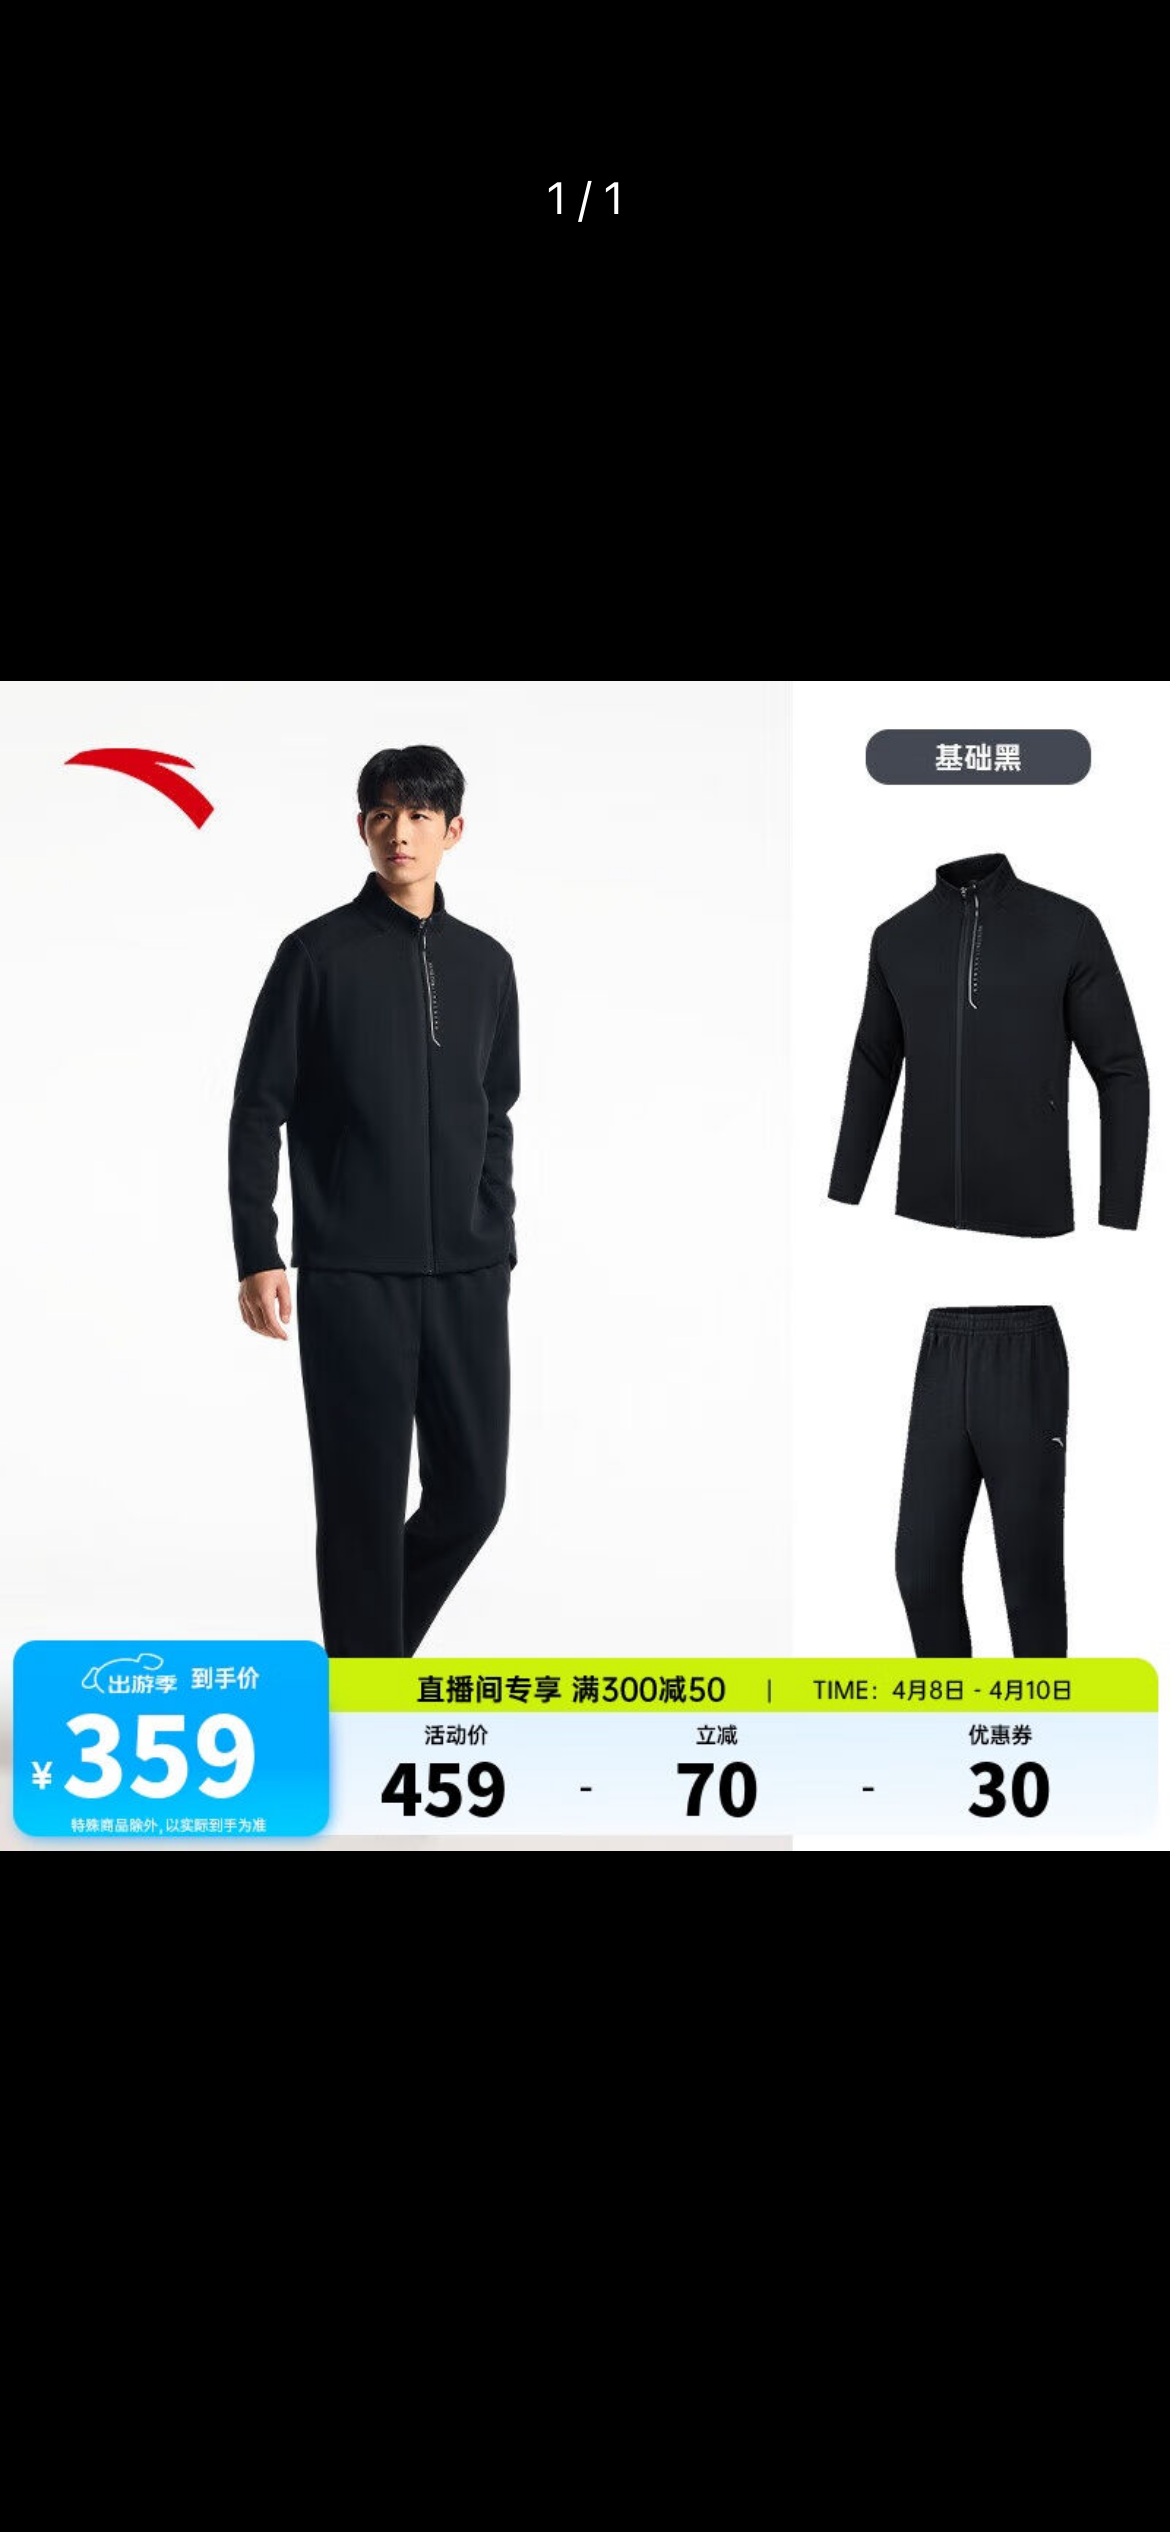 1 / 1
基础黑
出游季 到手价
¥359
特殊商品除外,以实际到手为准
直播间专享 满300减50 | TIME: 4月8日 - 4月10日
活动价 立减 优惠券
459 - 70 - 30